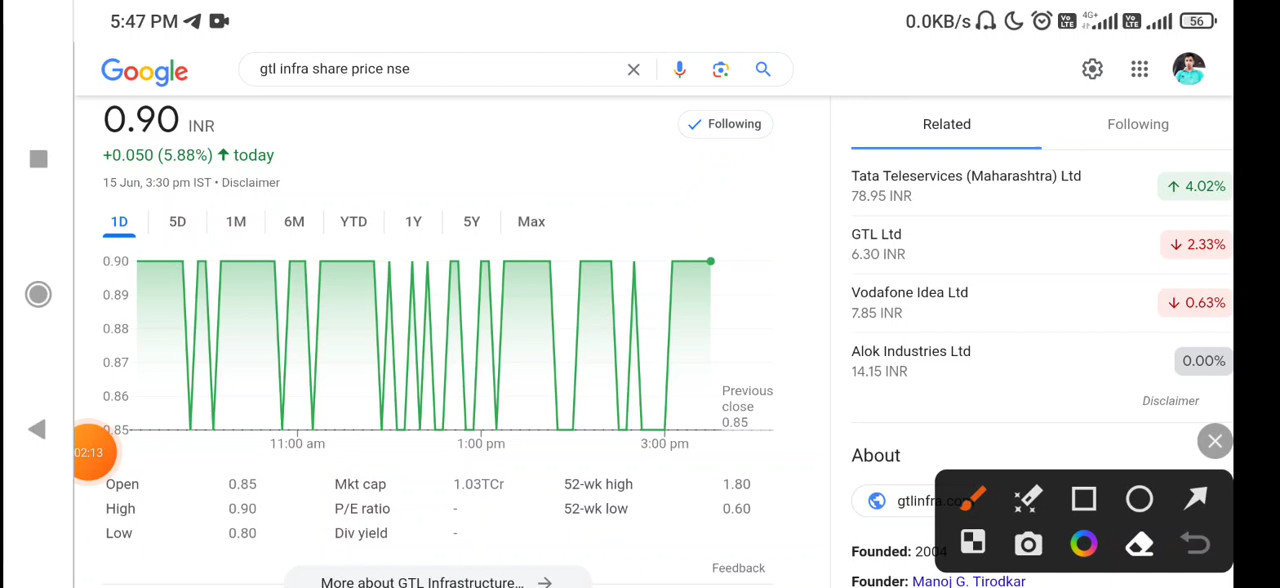 5:47 PM
0.0KB/s
Vo LTE
4G+
Vo LTE
56
Google
gtl infra share price nse
0.90 INR
Following
+0.050 (5.88%) ↑ today
15 Jun, 3:30 pm IST • Disclaimer
1D
5D
1M
6M
YTD
1Y
5Y
Max
0.90
0.89
0.88
0.87
0.86
0.85
11:00 am
1:00 pm
3:00 pm
Previous
close
0.85
02:13
Open 0.85
High 0.90
Low 0.80
Mkt cap 1.03TCr
P/E ratio -
Div yield -
52-wk high 1.80
52-wk low 0.60
Feedback
More about GTL Infrastructure... →
Related
Following
Tata Teleservices (Maharashtra) Ltd
78.95 INR
↑ 4.02%
GTL Ltd
6.30 INR
↓ 2.33%
Vodafone Idea Ltd
7.85 INR
↓ 0.63%
Alok Industries Ltd
14.15 INR
0.00%
Disclaimer
About
gtlinfra.com
Founded: 2004
Founder: Manoj G. Tirodkar